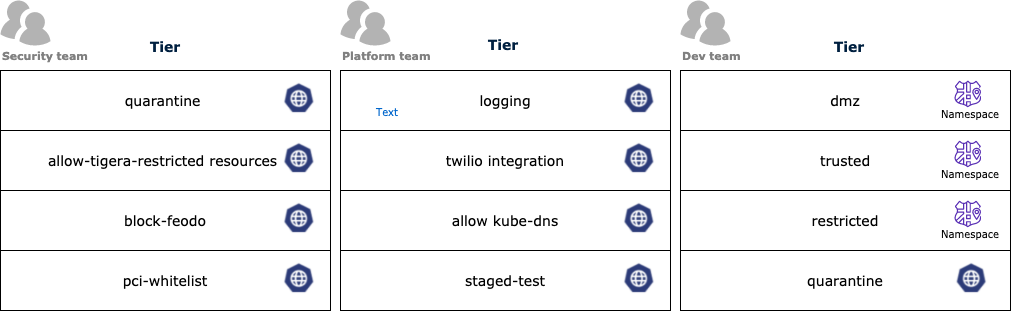 Security team
Tier
quarantine
allow-tigera-restricted resources
block-feodo
pci-whitelist
Platform team
Tier
logging
Text
twilio integration
allow kube-dns
staged-test
Dev team
Tier
dmz
Namespace
trusted
Namespace
restricted
Namespace
quarantine